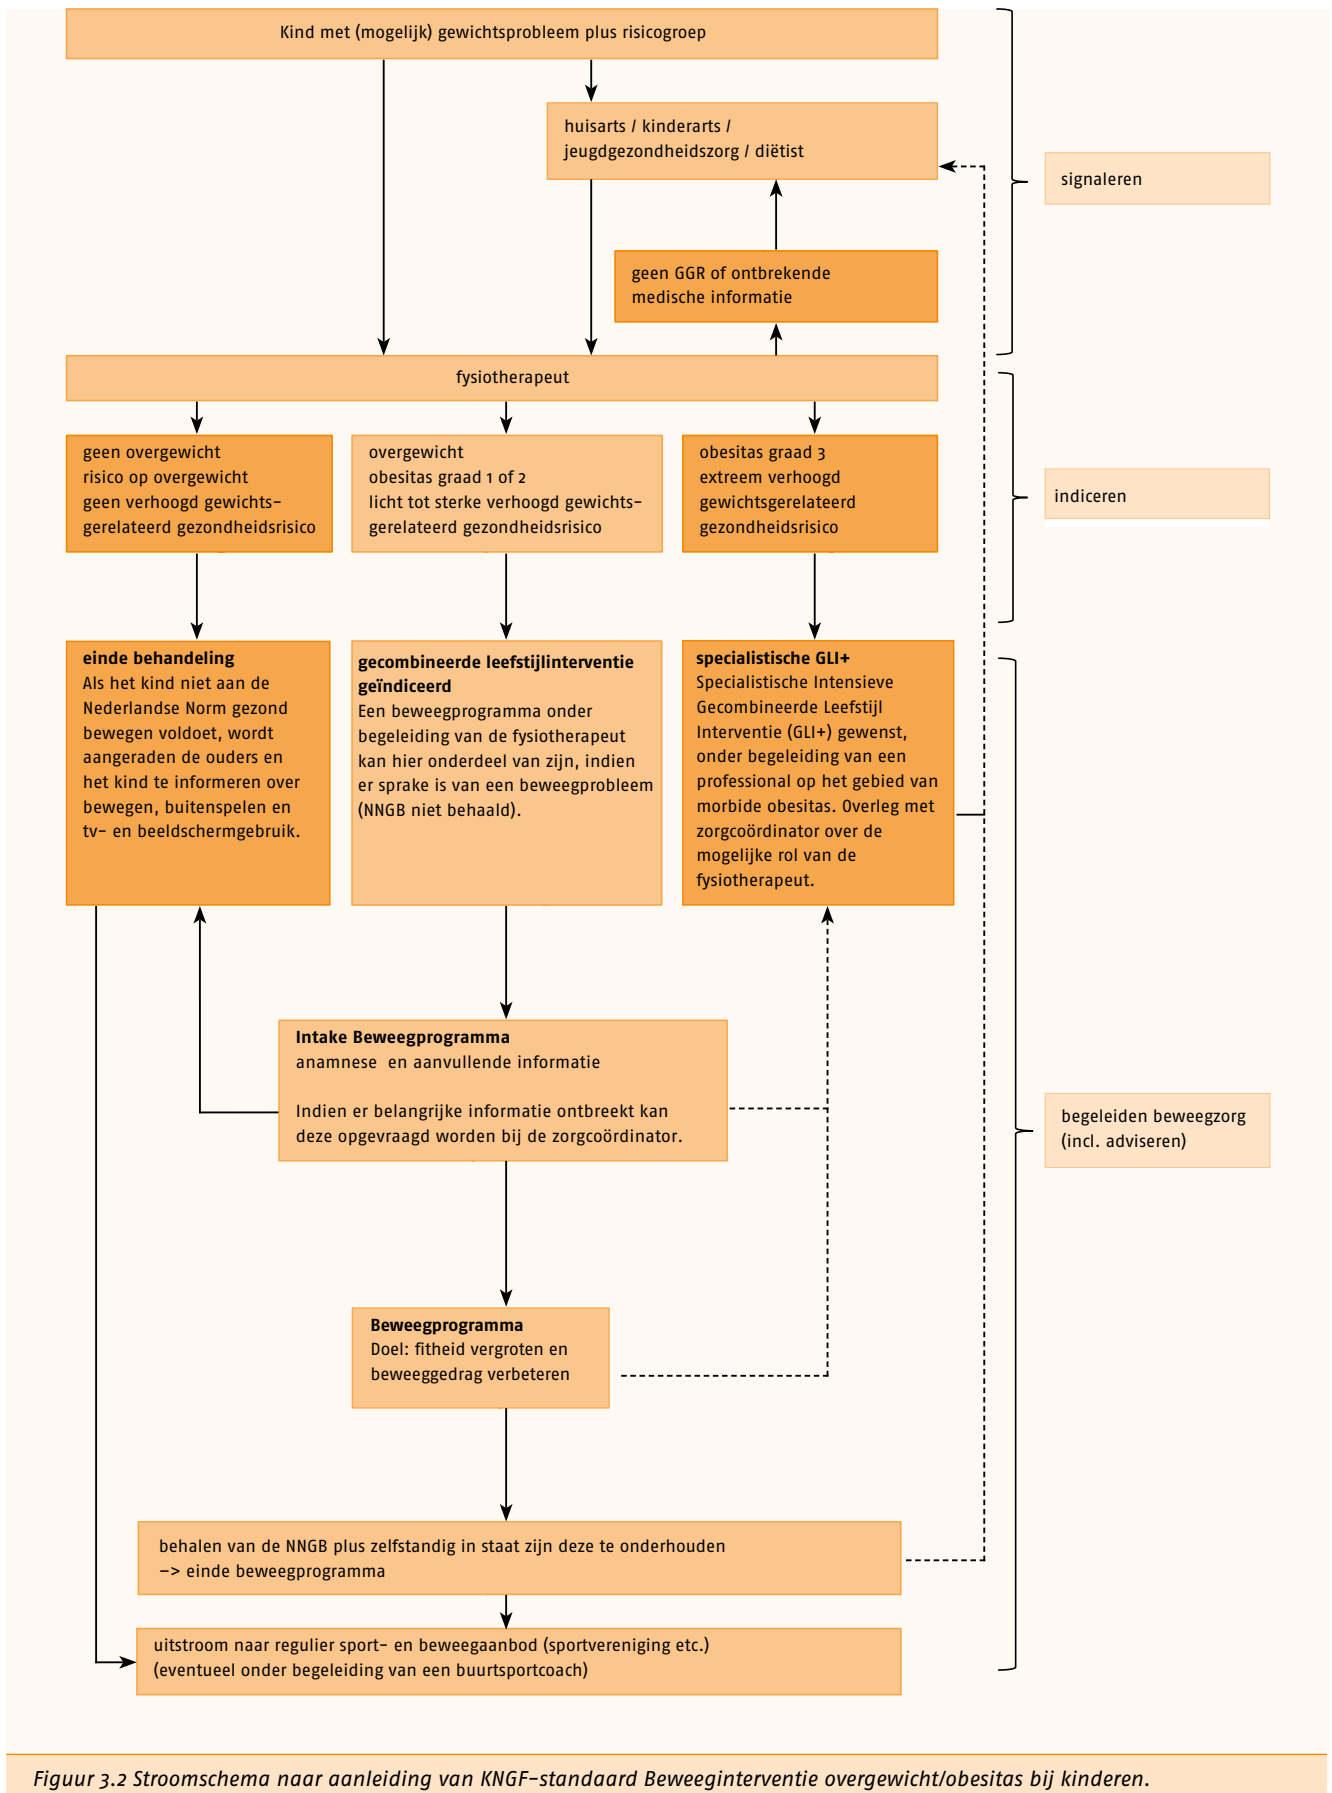 Kind met (mogelijk) gewichtsprobleem plus risicogroep
huisarts / kinderarts /
jeugdgezondheidszorg / diëtist
signaleren
geen GGR of ontbrekende
medische informatie
fysiotherapeut
geen overgewicht
risico op overgewicht
geen verhoogd gewichts-
gerelateerd gezondheidsrisico
overgewicht
obesitas graad 1 of 2
licht tot sterke verhoogd gewichts-
gerelateerd gezondheidsrisico
obesitas graad 3
extreem verhoogd
gewichtsgerelateerd
gezondheidsrisico
indiceren
einde behandeling
Als het kind niet aan de
Nederlandse Norm gezond
bewegen voldoet, wordt
aangeraden de ouders en
het kind te informeren over
bewegen, buitenspelen en
tv- en beeldschermgebruik.
gecombineerde leefstijlinterventie
geïndiceerd
Een beweegprogramma onder
begeleiding van de fysiotherapeut
kan hier onderdeel van zijn, indien
er sprake is van een beweegprobleem
(NNGB niet behaald).
specialistische GLI+
Specialistische Intensieve
Gecombineerde Leefstijl
Interventie (GLI+) gewenst,
onder begeleiding van een
professional op het gebied van
morbide obesitas. Overleg met
zorgcoördinator over de
mogelijke rol van de
fysiotherapeut.
Intake Beweegprogramma
anamnese en aanvullende informatie
Indien er belangrijke informatie ontbreekt kan
deze opgevraagd worden bij de zorgcoördinator.
begeleiden beweegzorg
(incl. adviseren)
Beweegprogramma
Doel: fitheid vergroten en
beweeggedrag verbeteren
behalen van de NNGB plus zelfstandig in staat zijn deze te onderhouden
–> einde beweegprogramma
uitstroom naar regulier sport- en beweegaanbod (sportvereniging etc.)
(eventueel onder begeleiding van een buurtsportcoach)
Figuur 3.2 Stroomschema naar aanleiding van KNGF-standaard Beweeginterventie overgewicht/obesitas bij kinderen.